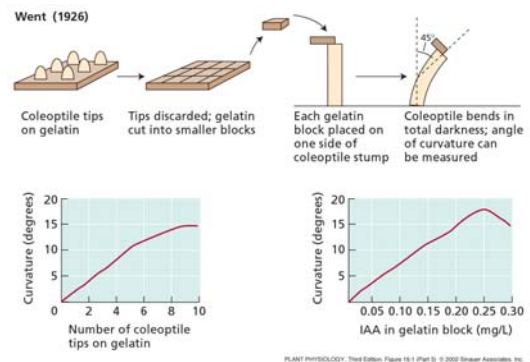 Went (1926)
45°
Coleoptile tips
on gelatin
Tips discarded; gelatin
cut into smaller blocks
Each gelatin
block placed on
one side of
coleoptile stump
Coleoptile bends in
total darkness; angle
of curvature can
be measured
Curvature (degrees)
20
15
10
5
0 2 4 6 8 10
Number of coleoptile
tips on gelatin
Curvature (degrees)
20
15
10
5
0.05 0.10 0.15 0.20 0.25 0.30
IAA in gelatin block (mg/L)
PLANT PHYSIOLOGY, Third Edition, Figure 19.1 (Part 5) © 2002 Sinauer Associates, Inc.